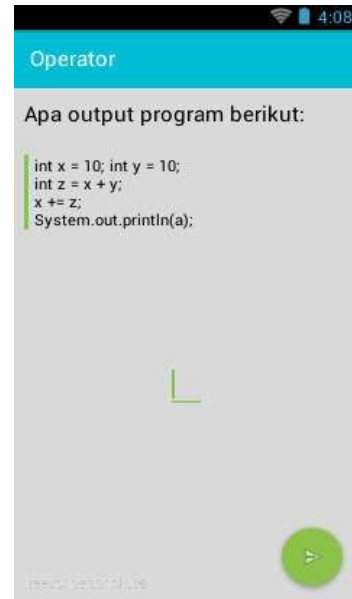 4:08
Operator
Apa output program berikut:
int x = 10; int y = 10;
int z = x + y;
x += z;
System.out.println(a);